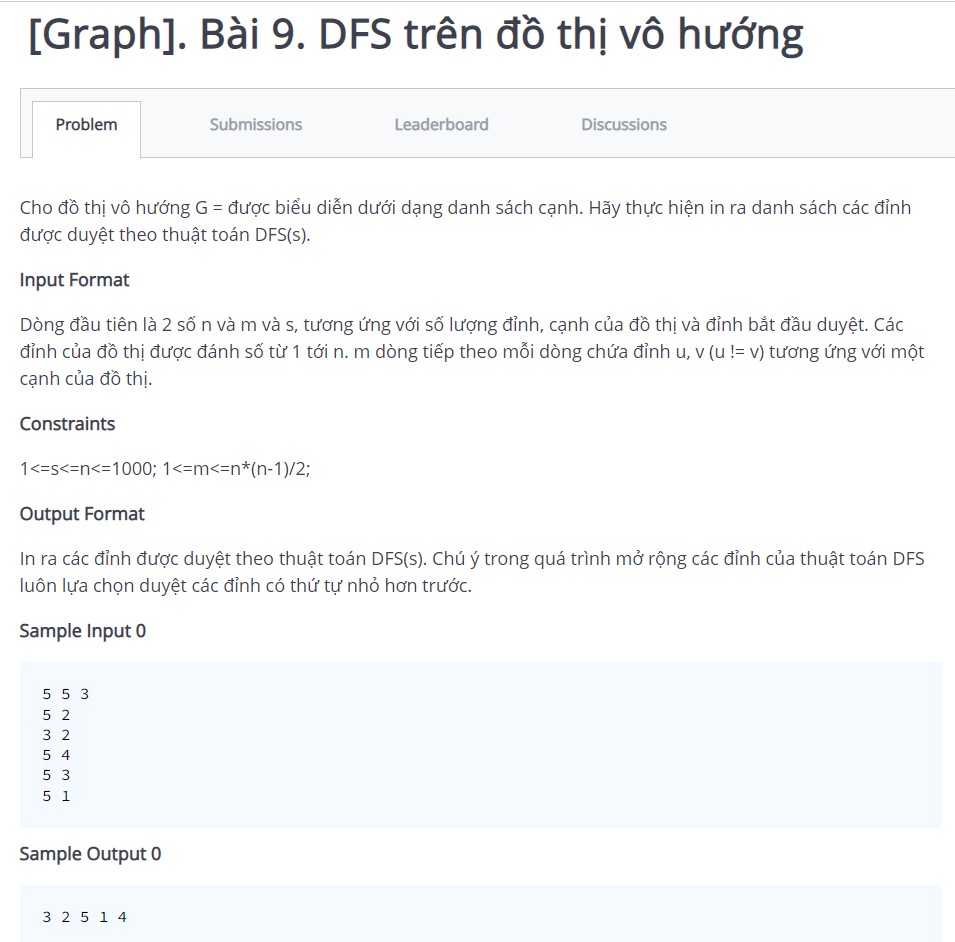 [Graph]. Bài 9. DFS trên đồ thị vô hướng
Problem Submissions Leaderboard Discussions
Cho đồ thị vô hướng G = được biểu diễn dưới dạng danh sách cạnh. Hãy thực hiện in ra danh sách các đỉnh
được duyệt theo thuật toán DFS(s).
Input Format
Dòng đầu tiên là 2 số n và m và s, tương ứng với số lượng đỉnh, cạnh của đồ thị và đỉnh bắt đầu duyệt. Các
đỉnh của đồ thị được đánh số từ 1 tới n. m dòng tiếp theo mỗi dòng chứa đỉnh u, v (u != v) tương ứng với một
cạnh của đồ thị.
Constraints
1<=s<=n<=1000; 1<=m<=n*(n-1)/2;
Output Format
In ra các đỉnh được duyệt theo thuật toán DFS(s). Chú ý trong quá trình mở rộng các đỉnh của thuật toán DFS
luôn lựa chọn duyệt các đỉnh có thứ tự nhỏ hơn trước.
Sample Input 0
5 5 3
5 2
3 2
5 4
5 3
5 1
Sample Output 0
3 2 5 1 4